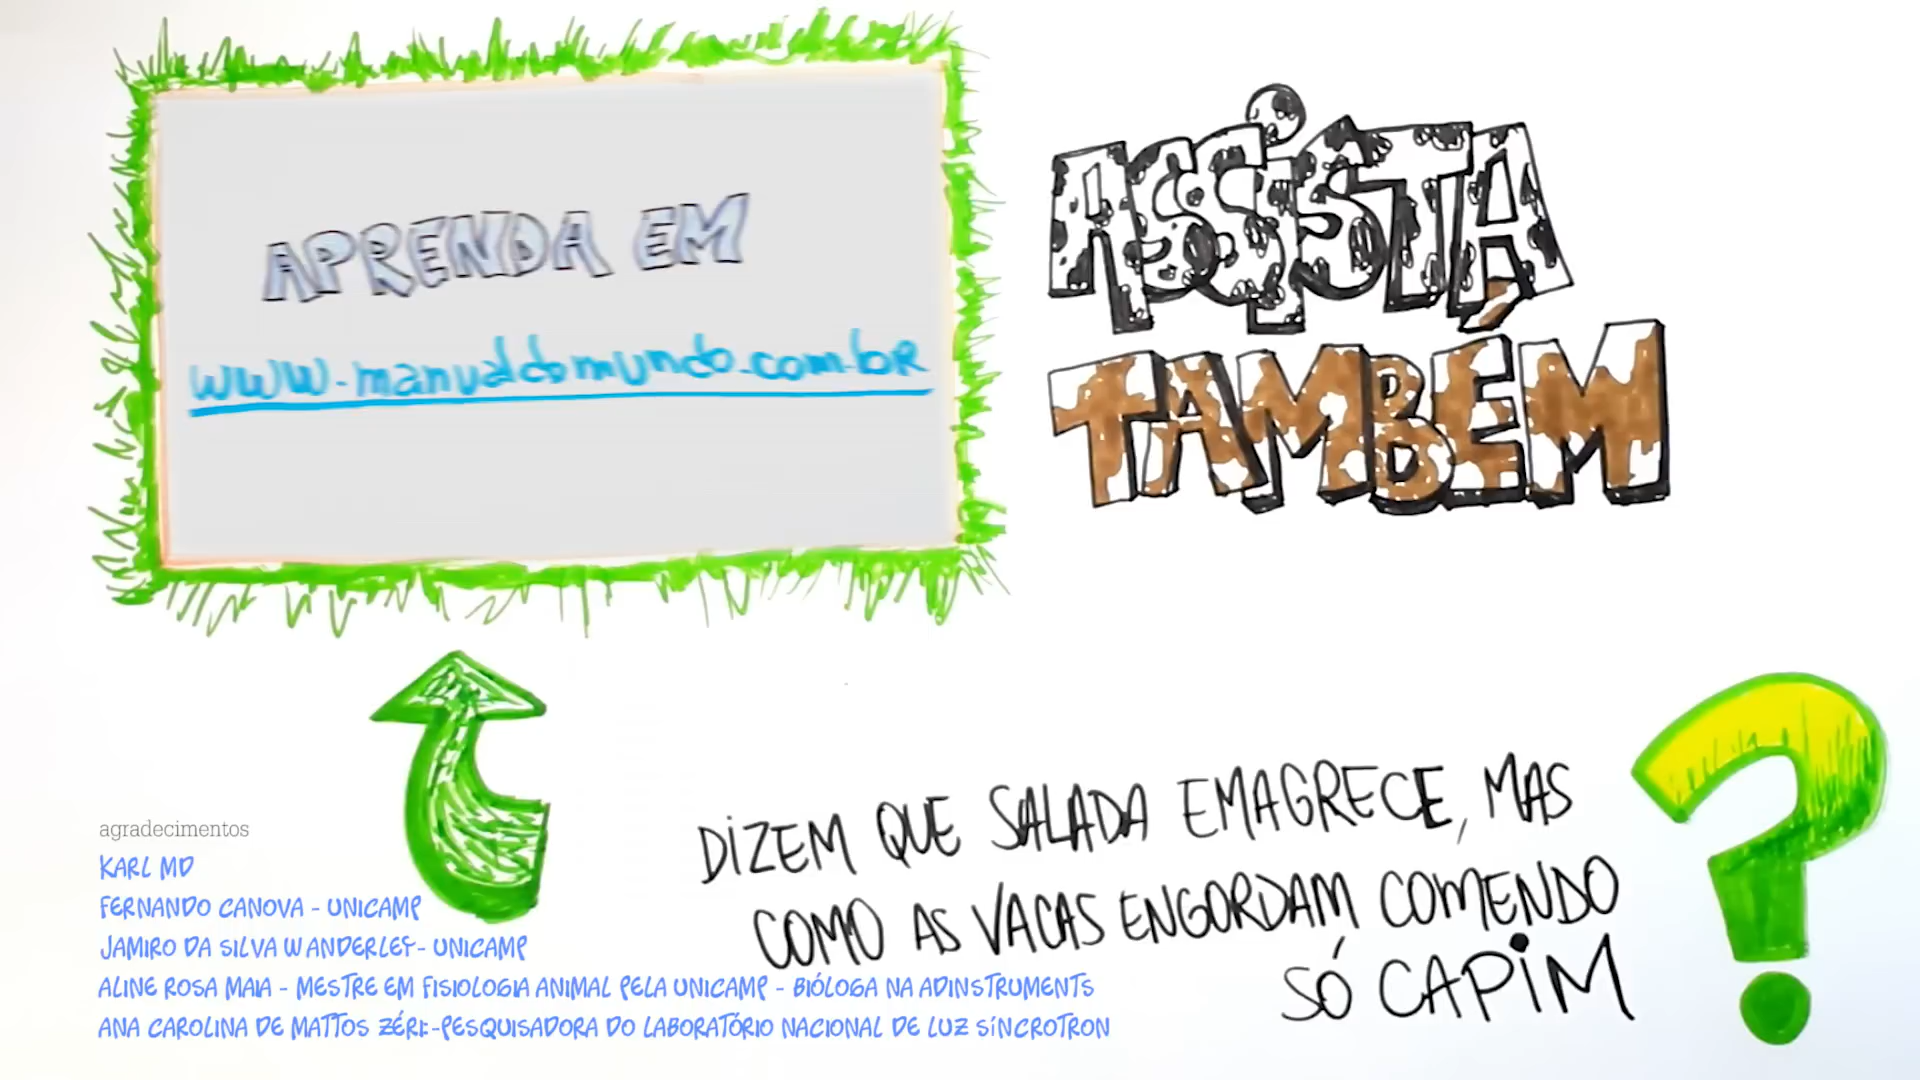 APRENDA EM
www.manualdomundo.com.br
ASSISTA
TAMBÉM
DIZEM QUE SALADA EMAGRECE, MAS
COMO AS VACAS ENGORDAM COMENDO
SÓ CAPIM
?
agradecimentos
KARL MD
FERNANDO CANOVA - UNICAMP
JAMIRO DA SILVA WANDERLEY- UNICAMP
ALINE ROSA MAIA - MESTRE EM FISIOLOGIA ANIMAL PELA UNICAMP - BIÓLOGA NA ADINSTRUMENTS
ANA CAROLINA DE MATTOS ZÉRI:-PESQUISADORA DO LABORATÓRIO NACIONAL DE LUZ SÍNCROTRON